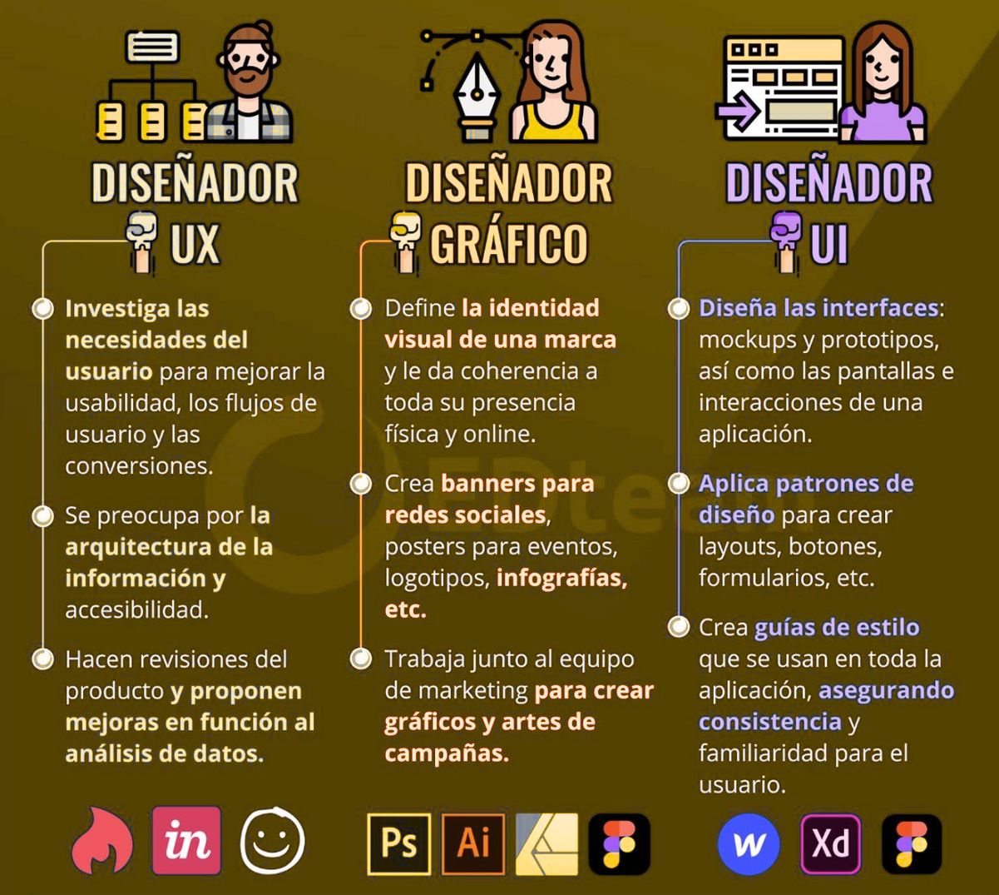 DISEÑADOR
UX
Investiga las
necesidades del
usuario para mejorar la
usabilidad, los flujos de
usuario y las
conversiones.
Se preocupa por la
arquitectura de la
información y
accesibilidad.
Hacen revisiones del
producto y proponen
mejoras en función al
análisis de datos.
in
DISEÑADOR
GRÁFICO
Define la identidad
visual de una marca
y le da coherencia a
toda su presencia
física y online.
Crea banners para
redes sociales,
posters para eventos,
logotipos, infografías,
etc.
Trabaja junto al equipo
de marketing para crear
gráficos y artes de
campañas.
Ps
Ai
DISEÑADOR
UI
Diseña las interfaces:
mockups y prototipos,
así como las pantallas e
interacciones de una
aplicación.
Aplica patrones de
diseño para crear
layouts, botones,
formularios, etc.
Crea guías de estilo
que se usan en toda la
aplicación, asegurando
consistencia y
familiaridad para el
usuario.
w
Xd
EDteam